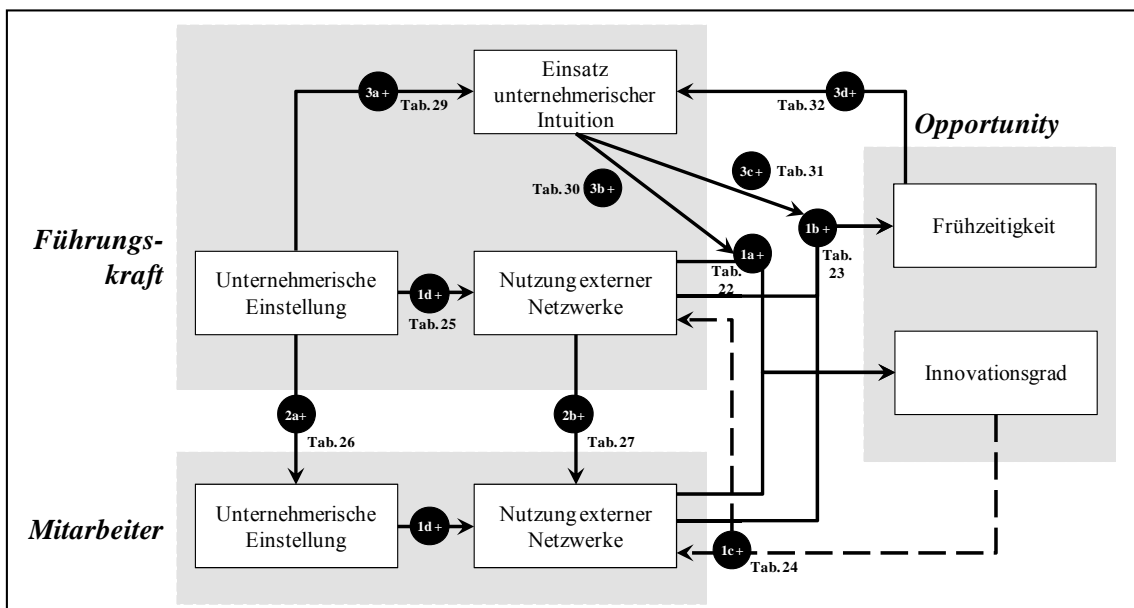 Einsatz
unternehmerischer
Intuition
3a+
Tab. 29
3d+
Tab. 32
Opportunity
3c+
Tab. 31
Tab. 30
3b+
1b+
Tab.
23
Frühzeitigkeit
Führungs-
kraft
1a+
Tab.
22
Unternehmerische
Einstellung
1d+
Tab. 25
Nutzung externer
Netzwerke
Innovationsgrad
2a+
Tab. 26
2b+
Tab. 27
Mitarbeiter
Unternehmerische
Einstellung
1d+
Nutzung externer
Netzwerke
1c+
Tab. 24